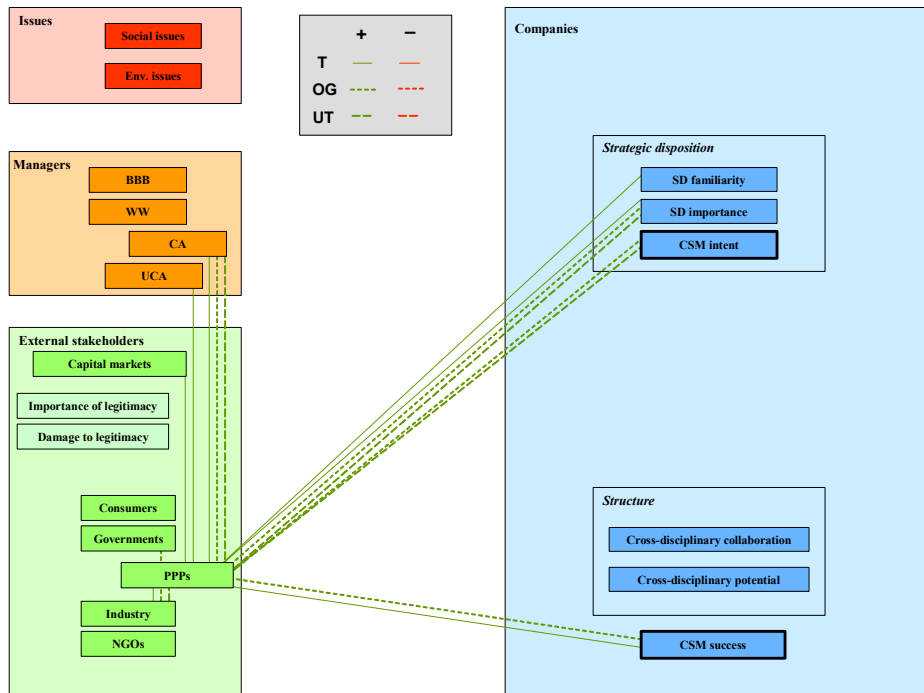 Issues
Social issues
Env. issues
+ −
T
OG
UT
Companies
Strategic disposition
SD familiarity
SD importance
CSM intent
Managers
BBB
WW
CA
UCA
External stakeholders
Capital markets
Importance of legitimacy
Damage to legitimacy
Consumers
Governments
PPPs
Industry
NGOs
Structure
Cross-disciplinary collaboration
Cross-disciplinary potential
CSM success